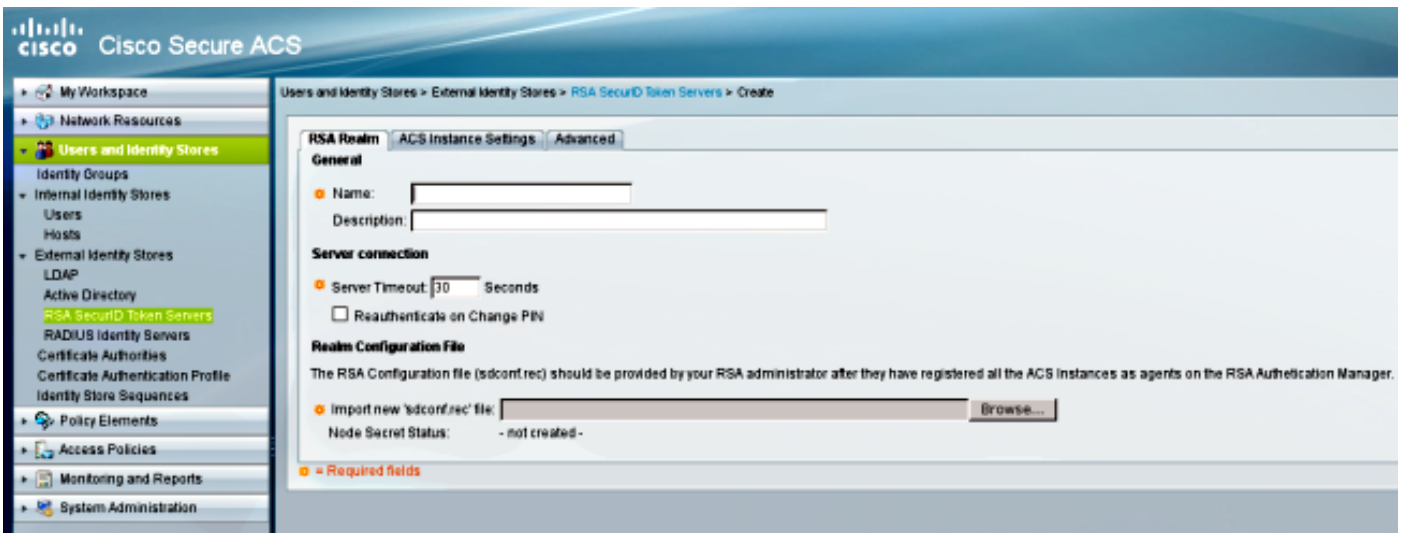 CISCO Cisco Secure ACS
My Workspace
Network Resources
Users and Identity Stores
Identity Groups
Internal Identity Stores
Users
Hosts
External Identity Stores
LDAP
Active Directory
RSA SecurID Token Servers
RADIUS Identity Servers
Certificate Authorities
Certificate Authentication Profile
Identity Store Sequences
Policy Elements
Access Policies
Monitoring and Reports
System Administration
Users and Identity Stores > External Identity Stores > RSA SecurID Token Servers > Create
RSA Realm ACS Instance Settings Advanced
General
Name:
Description:
Server connection
Server Timeout: 30 Seconds
Reauthenticate on Change PIN
Realm Configuration File
The RSA Configuration file (sdconf.rec) should be provided by your RSA administrator after they have registered all the ACS Instances as agents on the RSA Authetication Manager.
Import new 'sdconf.rec' file: Browse...
Node Secret Status: - not created -
= Required fields